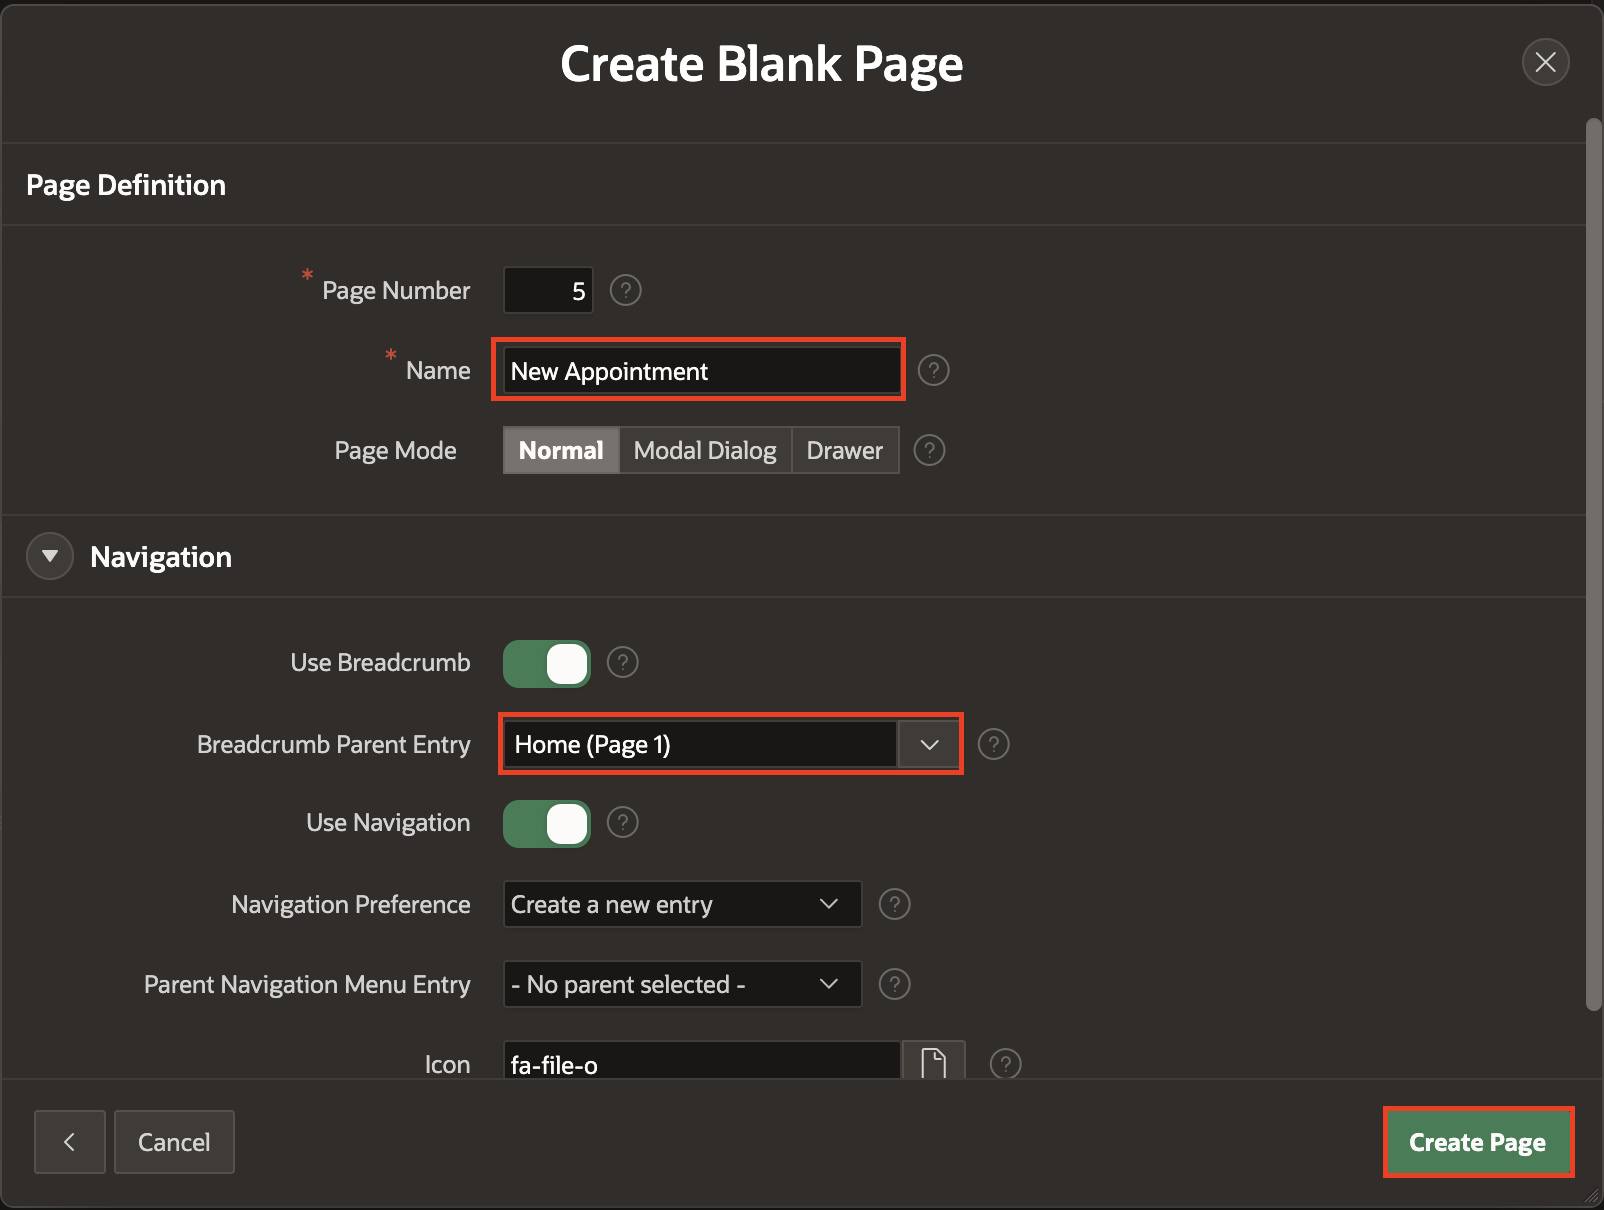 Create Blank Page
Page Definition
* Page Number 5 ?
* Name New Appointment ?
Page Mode Normal Modal Dialog Drawer ?
Navigation
Use Breadcrumb ?
Breadcrumb Parent Entry Home (Page 1) ?
Use Navigation ?
Navigation Preference Create a new entry ?
Parent Navigation Menu Entry - No parent selected - ?
Icon fa-file-o ?
Cancel Create Page